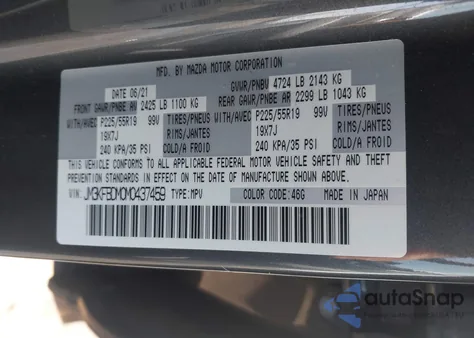 MFD. BY MAZDA MOTOR CORPORATION
DATE 06/21 GVWR/PNBV 4724 LB 2143 KG
FRONT GAWR/PNBE AV 2425 LB 1100 KG REAR GAWR/PNBE AR 2299 LB 1043 KG
WITH/AVEC P225/55R19 99V TIRES/PNEUS WITH/AVEC P225/55R19 99V TIRES/PNEUS
19X7J RIMS/JANTES 19X7J RIMS/JANTES
240 KPA/35 PSI 240 KPA/35 PSI
THIS VEHICLE CONFORMS TO ALL APPLICABLE FEDERAL MOTOR VEHICLE SAFETY AND THEFT
PREVENTION STANDARDS IN EFFECT ON THE DATE OF MANUFACTURE SHOWN ABOVE.
VIN: JM3KFBDM0M0437459 TYPE: MPV COLOR CODE: 46G MADE IN JAPAN
autoSnap